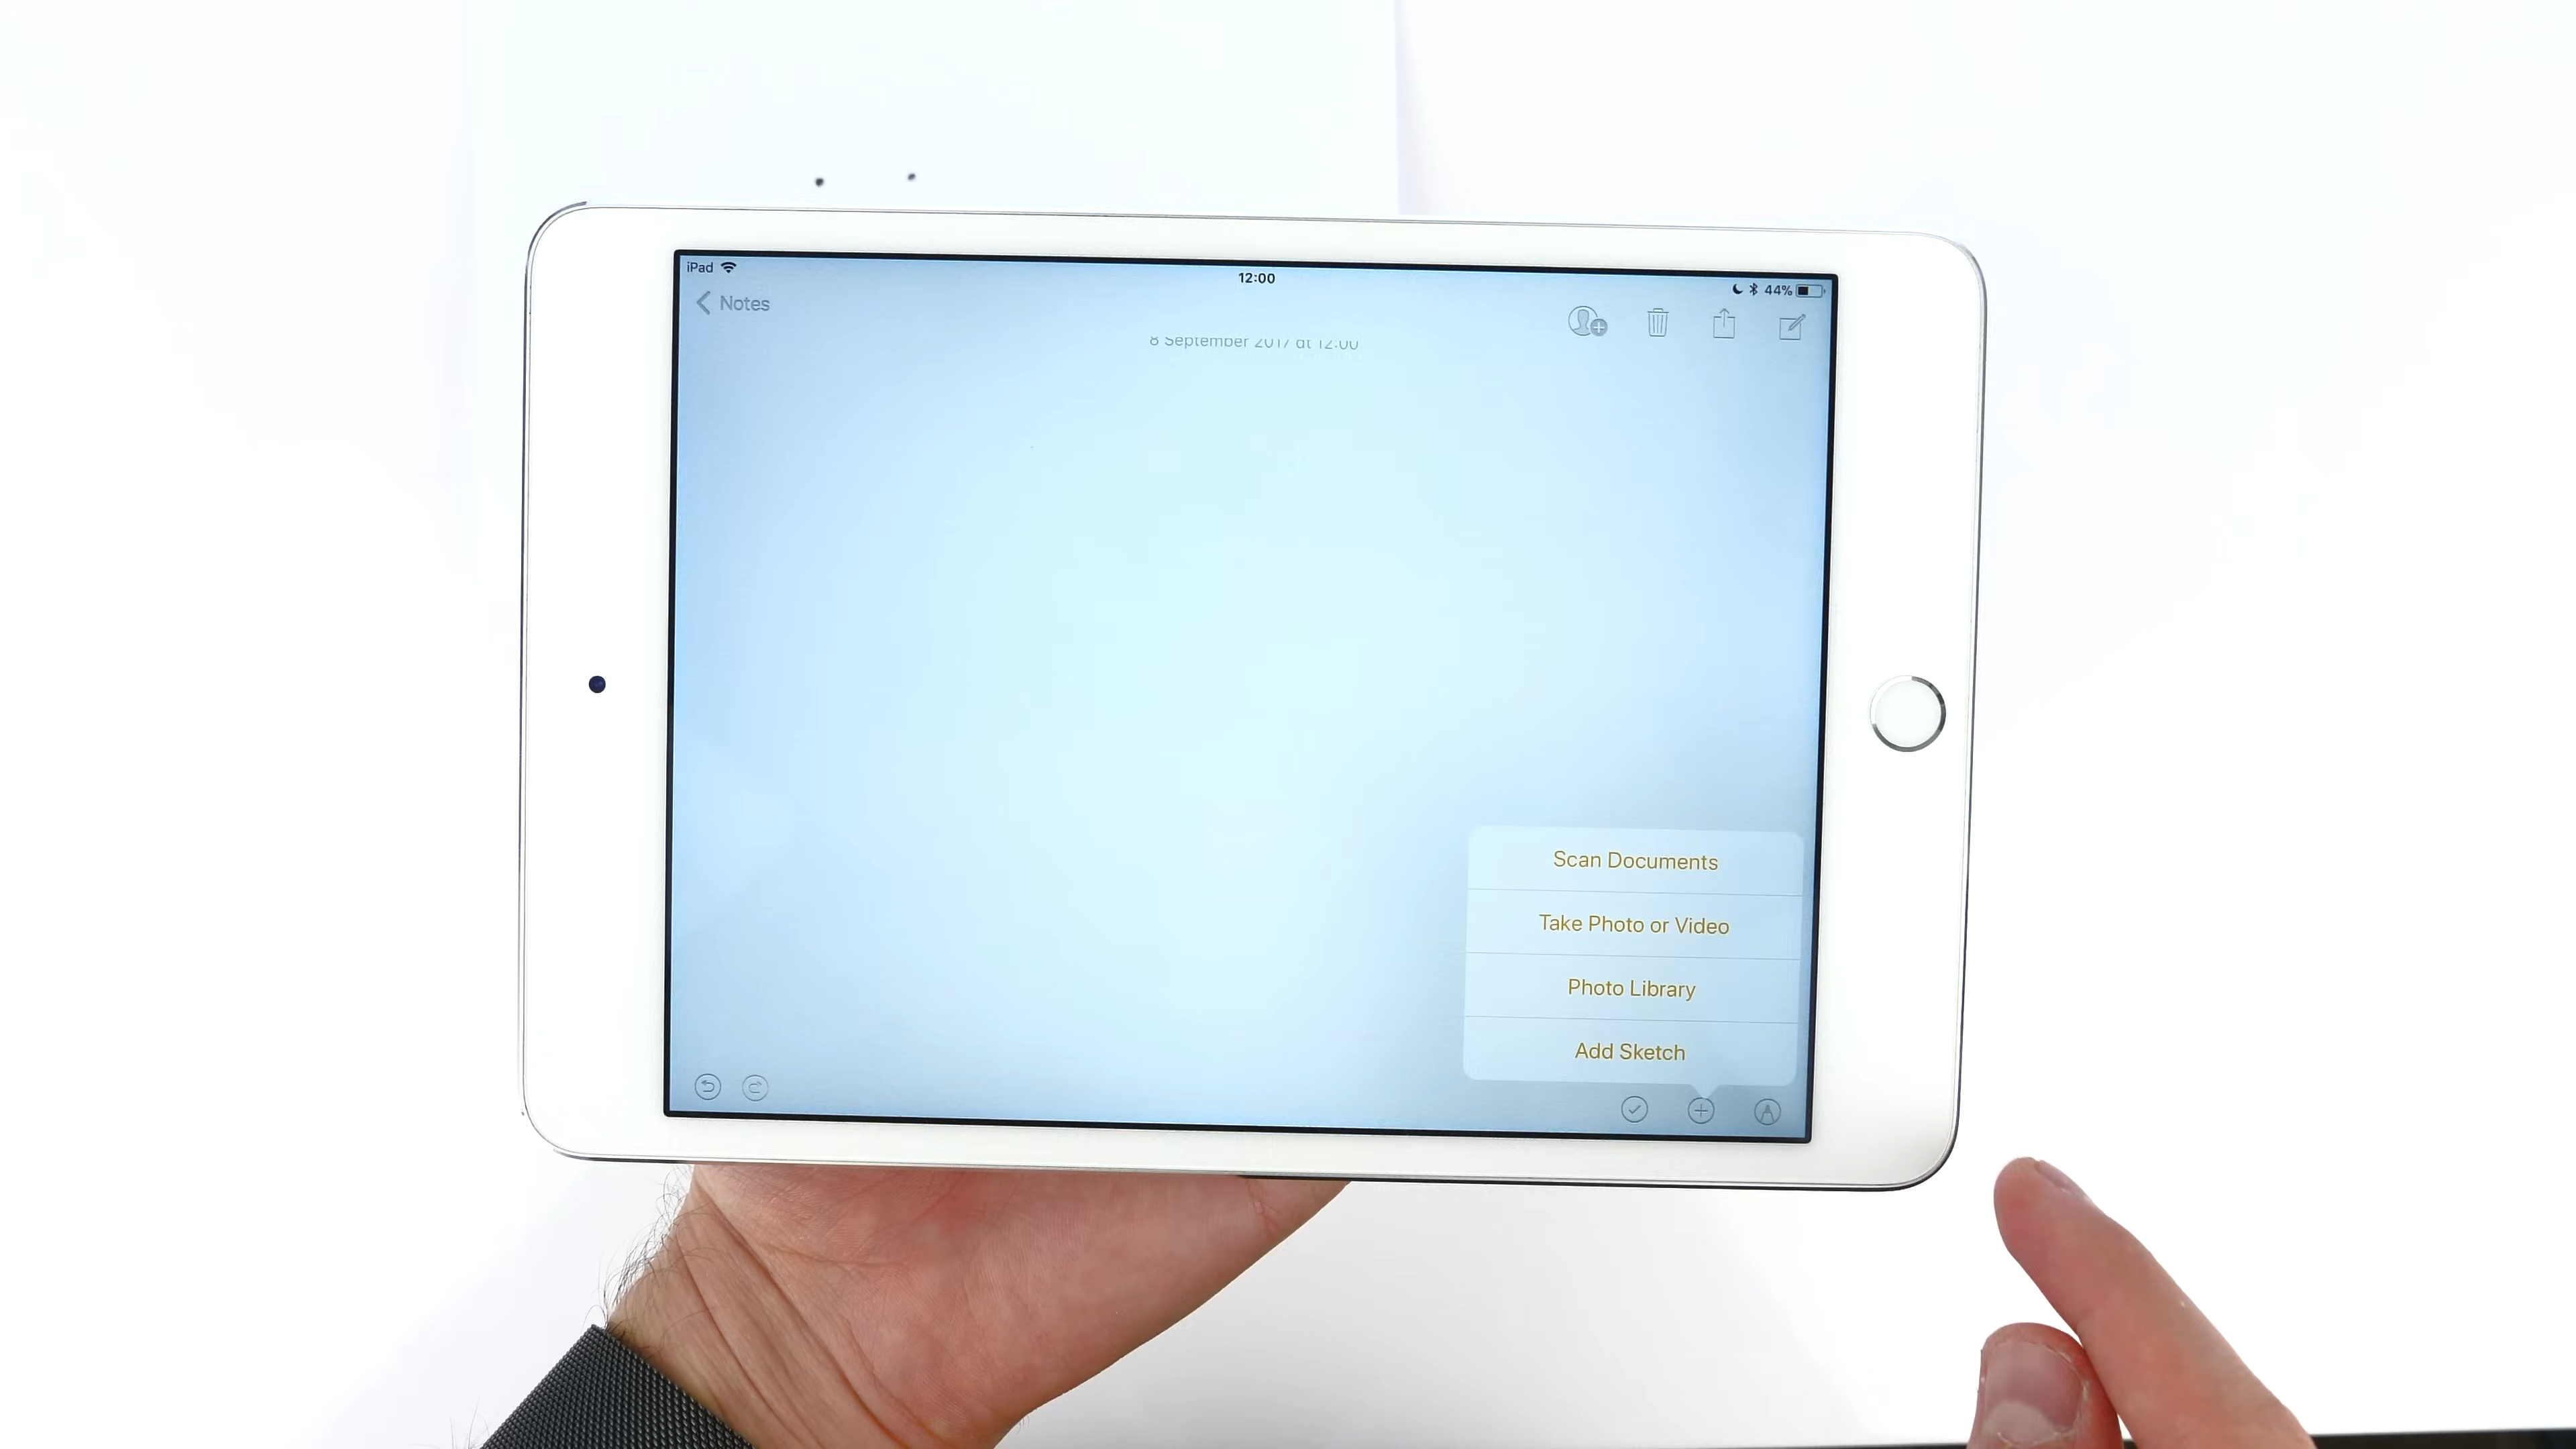 iPad
12:00
44%
Notes
8 September 2017 at 12:00
Scan Documents
Take Photo or Video
Photo Library
Add Sketch